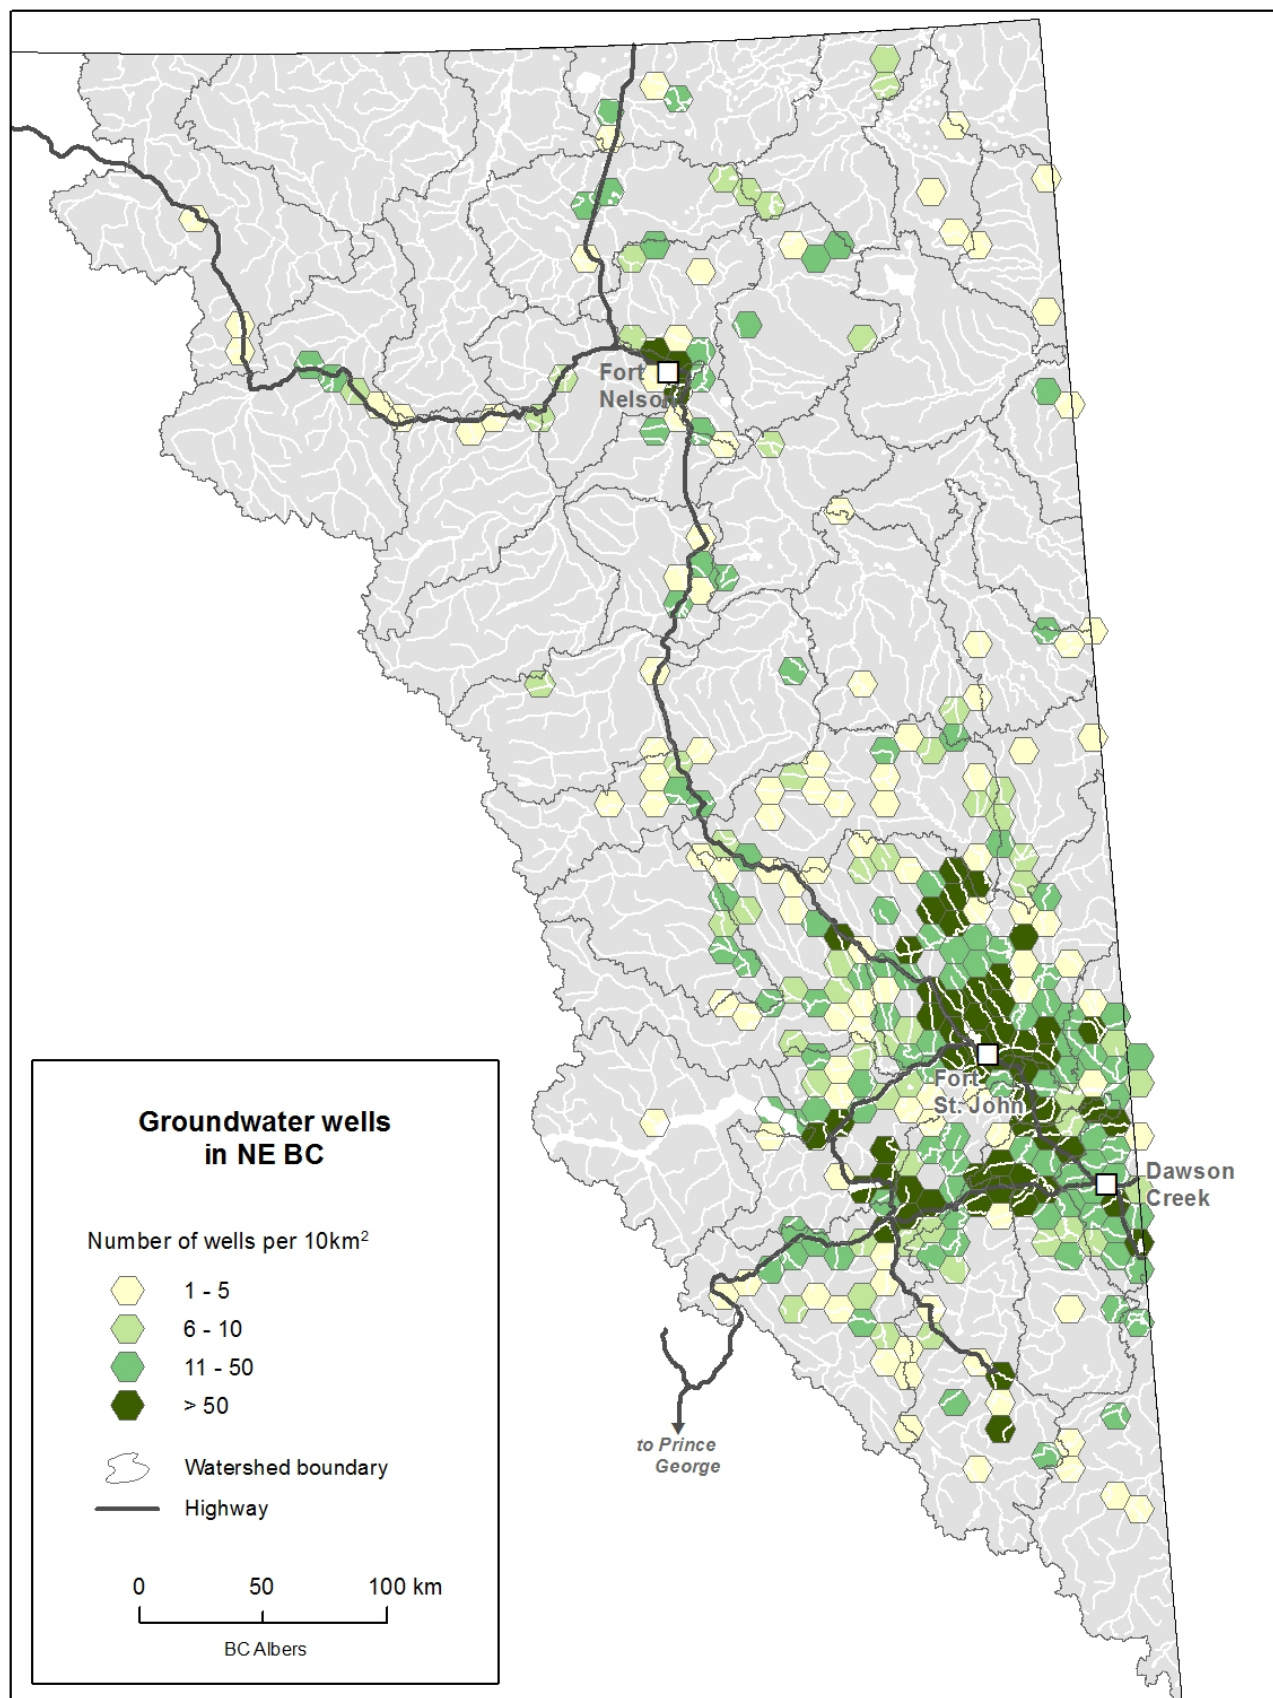 Fort
Nelson
Fort
St. John
Dawson
Creek
to Prince
George
Groundwater wells
in NE BC
Number of wells per 10km²
1 - 5
6 - 10
11 - 50
> 50
Watershed boundary
Highway
0 50 100 km
BC Albers